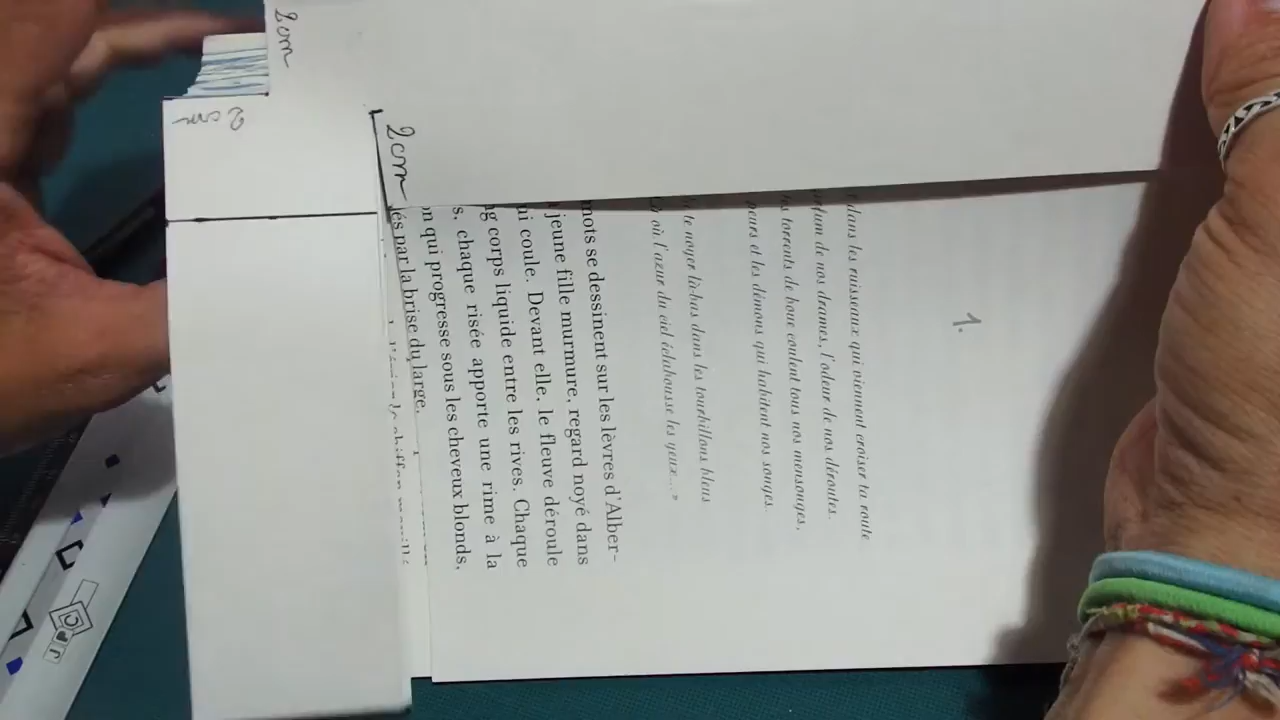 2cm
2cm
2cm
1.
dans les ruisseaux qui viennent croiser ta route
de nos drames, l'odeur de nos déroutes.
torrents de boue coulent tous nos mensonges,
peurs et les démons qui habitent nos songes.
te noyer là-bas dans les tourbillons bleus
où l'azur du ciel éclabousse les yeux... »
mots se dessinent sur les lèvres d'Alber-
jeune fille murmure, regard noyé dans
ui coule. Devant elle, le fleuve déroule
ng corps liquide entre les rives. Chaque
s, chaque risée apporte une rime à la
on qui progresse sous les cheveux blonds,
és par la brise du large.